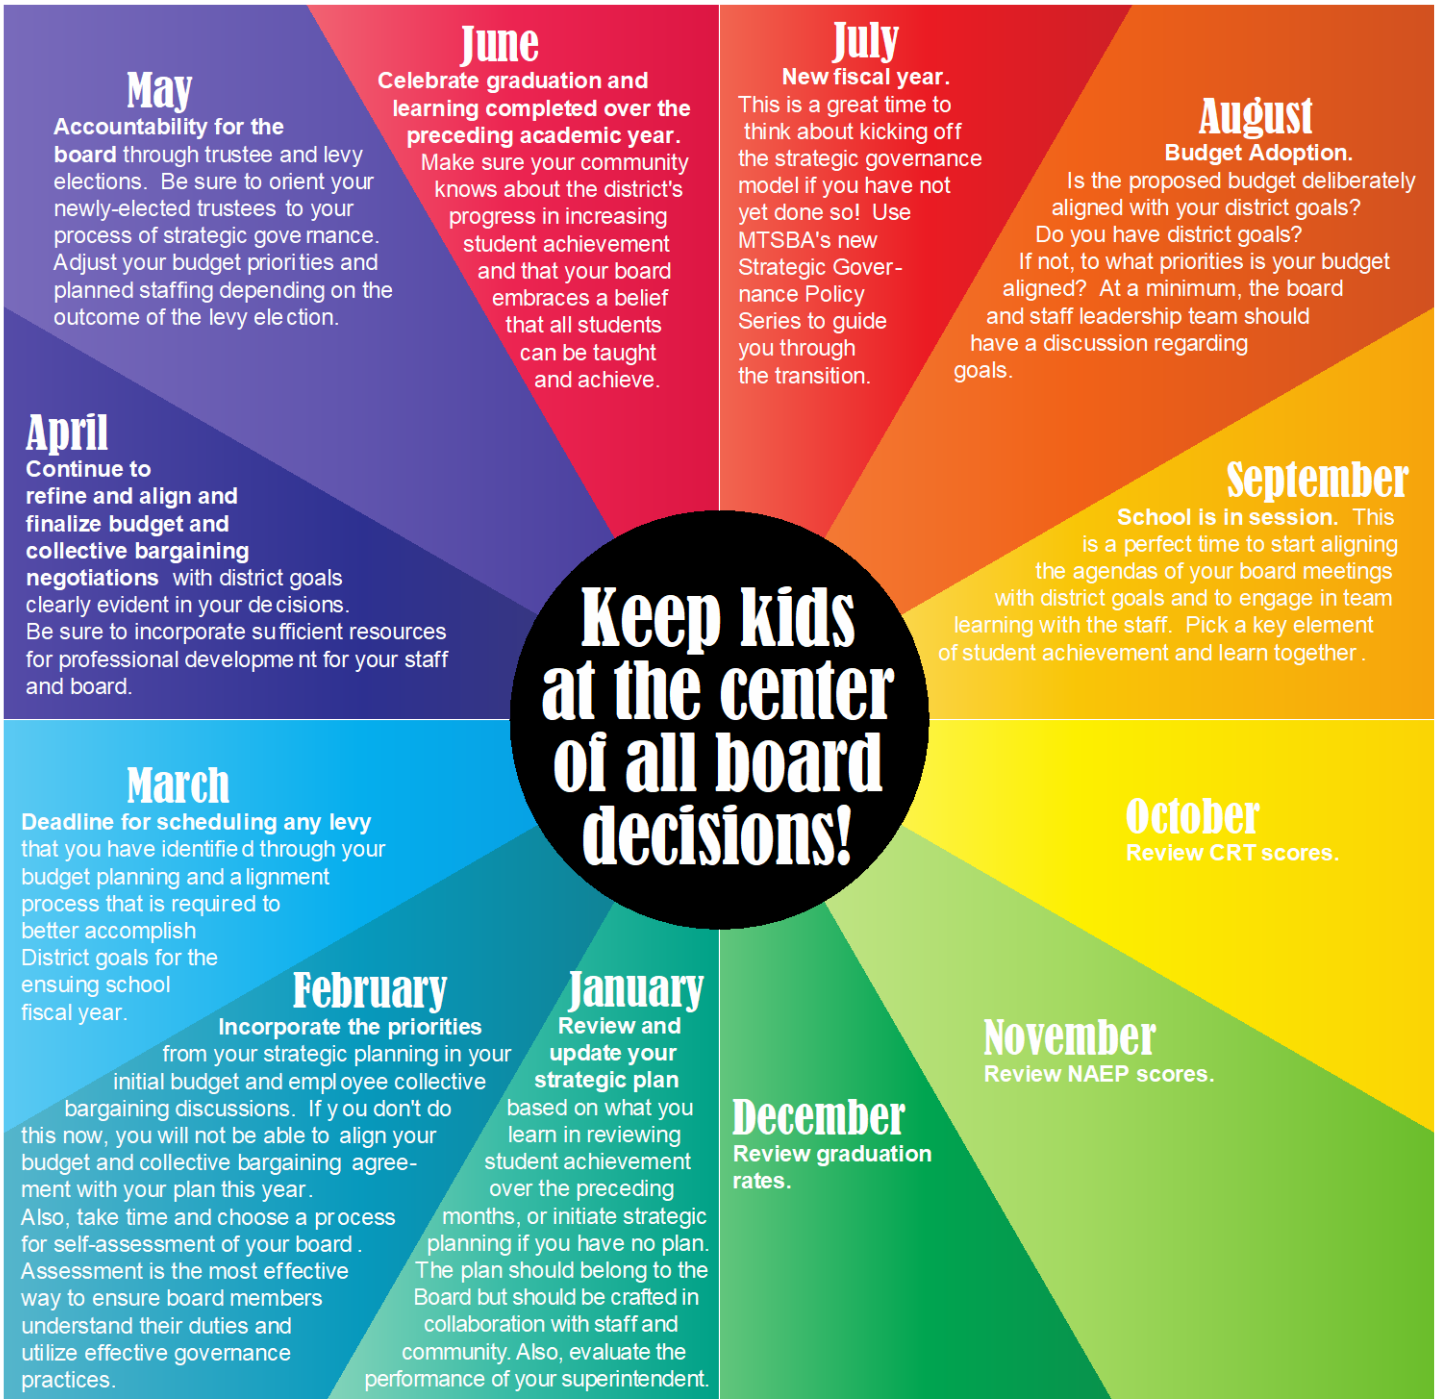 May
Accountability for the
board through trustee and levy
elections.  Be sure to orient your
newly-elected trustees to your
process of strategic governance.
Adjust your budget priorities and
planned staffing depending on the
outcome of the levy election.
June
Celebrate graduation and
learning completed over the
preceding academic year.
Make sure your community
knows about the district's
progress in increasing
student achievement
and that your board
embraces a belief
that all students
can be taught
and achieve.
July
New fiscal year.
This is a great time to
think about kicking off
the strategic governance
model if you have not
yet done so!  Use
MTSBA's new
Strategic Gover-
nance Policy
Series to guide
you through
the transition.
August
Budget Adoption.
Is the proposed budget deliberately
aligned with your district goals?
Do you have district goals?
If not, to what priorities is your budget
aligned?  At a minimum, the board
and staff leadership team should
have a discussion regarding
goals.
September
School is in session.  This
is a perfect time to start aligning
the agendas of your board meetings
with district goals and to engage in team
learning with the staff.  Pick a key element
of student achievement and learn together.
October
Review CRT scores.
November
Review NAEP scores.
December
Review graduation
rates.
January
Review and
update your
strategic plan
based on what you
learn in reviewing
student achievement
over the preceding
months, or initiate strategic
planning if you have no plan.
The plan should belong to the
Board but should be crafted in
collaboration with staff and
community. Also, evaluate the
performance of your superintendent.
February
Incorporate the priorities
from your strategic planning in your
initial budget and employee collective
bargaining discussions.  If you don't do
this now, you will not be able to align your
budget and collective bargaining agree-
ment with your plan this year.
Also, take time and choose a process
for self-assessment of your board.
Assessment is the most effective
way to ensure board members
understand their duties and
utilize effective governance
practices.
March
Deadline for scheduling any levy
that you have identified through your
budget planning and alignment
process that is required to
better accomplish
District goals for the
ensuing school
fiscal year.
April
Continue to
refine and align and
finalize budget and
collective bargaining
negotiations with district goals
clearly evident in your decisions.
Be sure to incorporate sufficient resources
for professional development for your staff
and board.
Keep kids
at the center
of all board
decisions!